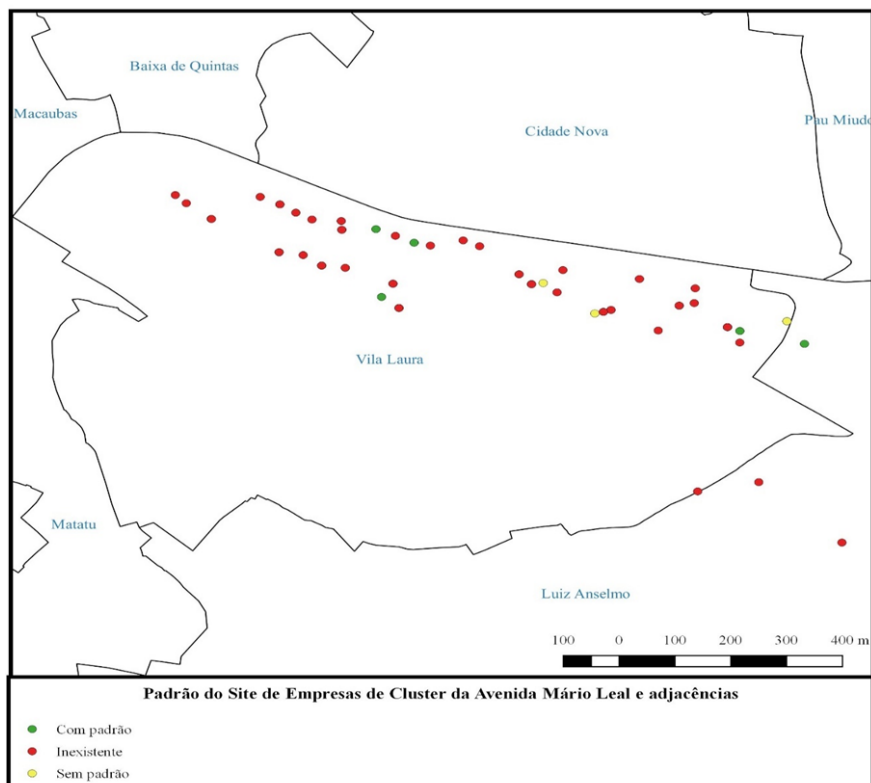 Baixa de Quintas
Macaubas
Cidade Nova
Pau Miudo
Vila Laura
Matatu
Luiz Anselmo
100 0 100 200 300 400 m
Padrão do Site de Empresas de Cluster da Avenida Mário Leal e adjacências
Com padrão
Inexistente
Sem padrão